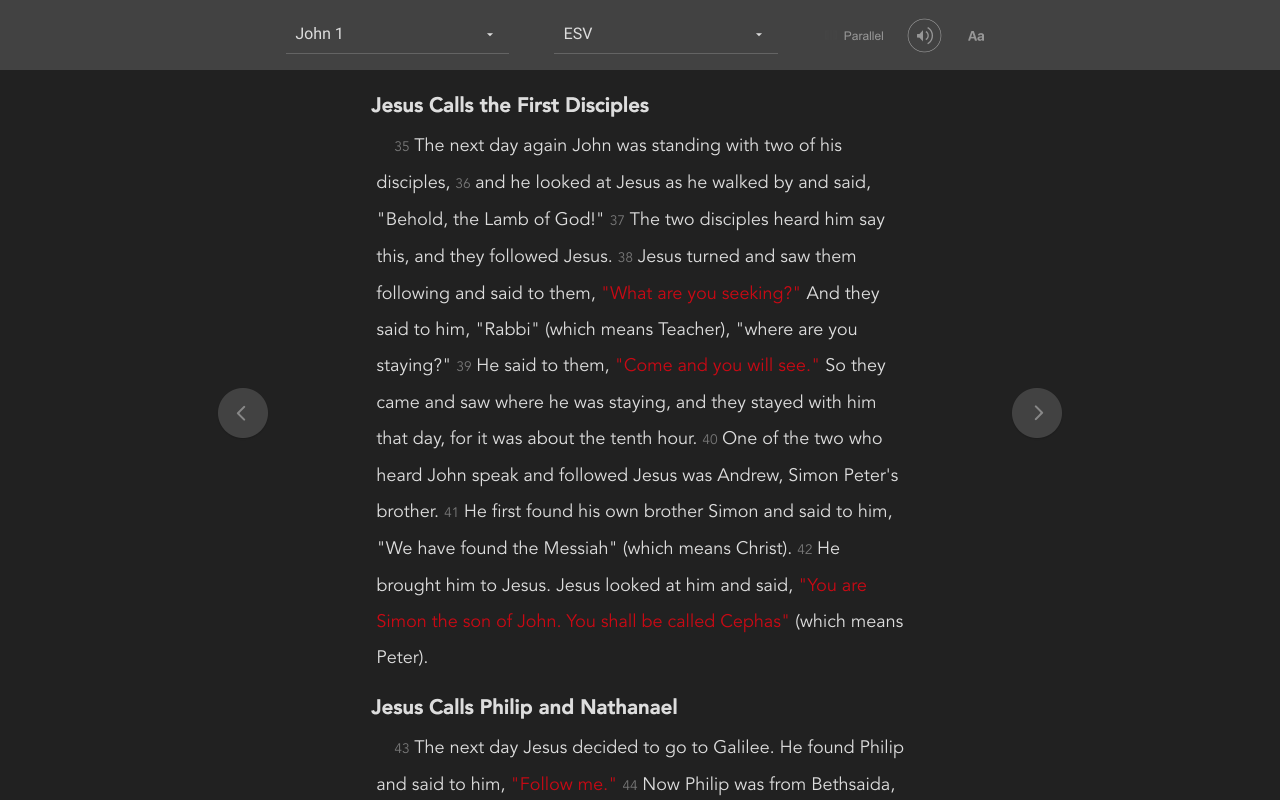 John 1
ESV
Parallel
Aa
Jesus Calls the First Disciples
35 The next day again John was standing with two of his
disciples, 36 and he looked at Jesus as he walked by and said,
"Behold, the Lamb of God!" 37 The two disciples heard him say
this, and they followed Jesus. 38 Jesus turned and saw them
following and said to them, "What are you seeking?" And they
said to him, "Rabbi" (which means Teacher), "where are you
staying?" 39 He said to them, "Come and you will see." So they
came and saw where he was staying, and they stayed with him
that day, for it was about the tenth hour. 40 One of the two who
heard John speak and followed Jesus was Andrew, Simon Peter's
brother. 41 He first found his own brother Simon and said to him,
"We have found the Messiah" (which means Christ). 42 He
brought him to Jesus. Jesus looked at him and said, "You are
Simon the son of John. You shall be called Cephas" (which means
Peter).
Jesus Calls Philip and Nathanael
43 The next day Jesus decided to go to Galilee. He found Philip
and said to him, "Follow me." 44 Now Philip was from Bethsaida,